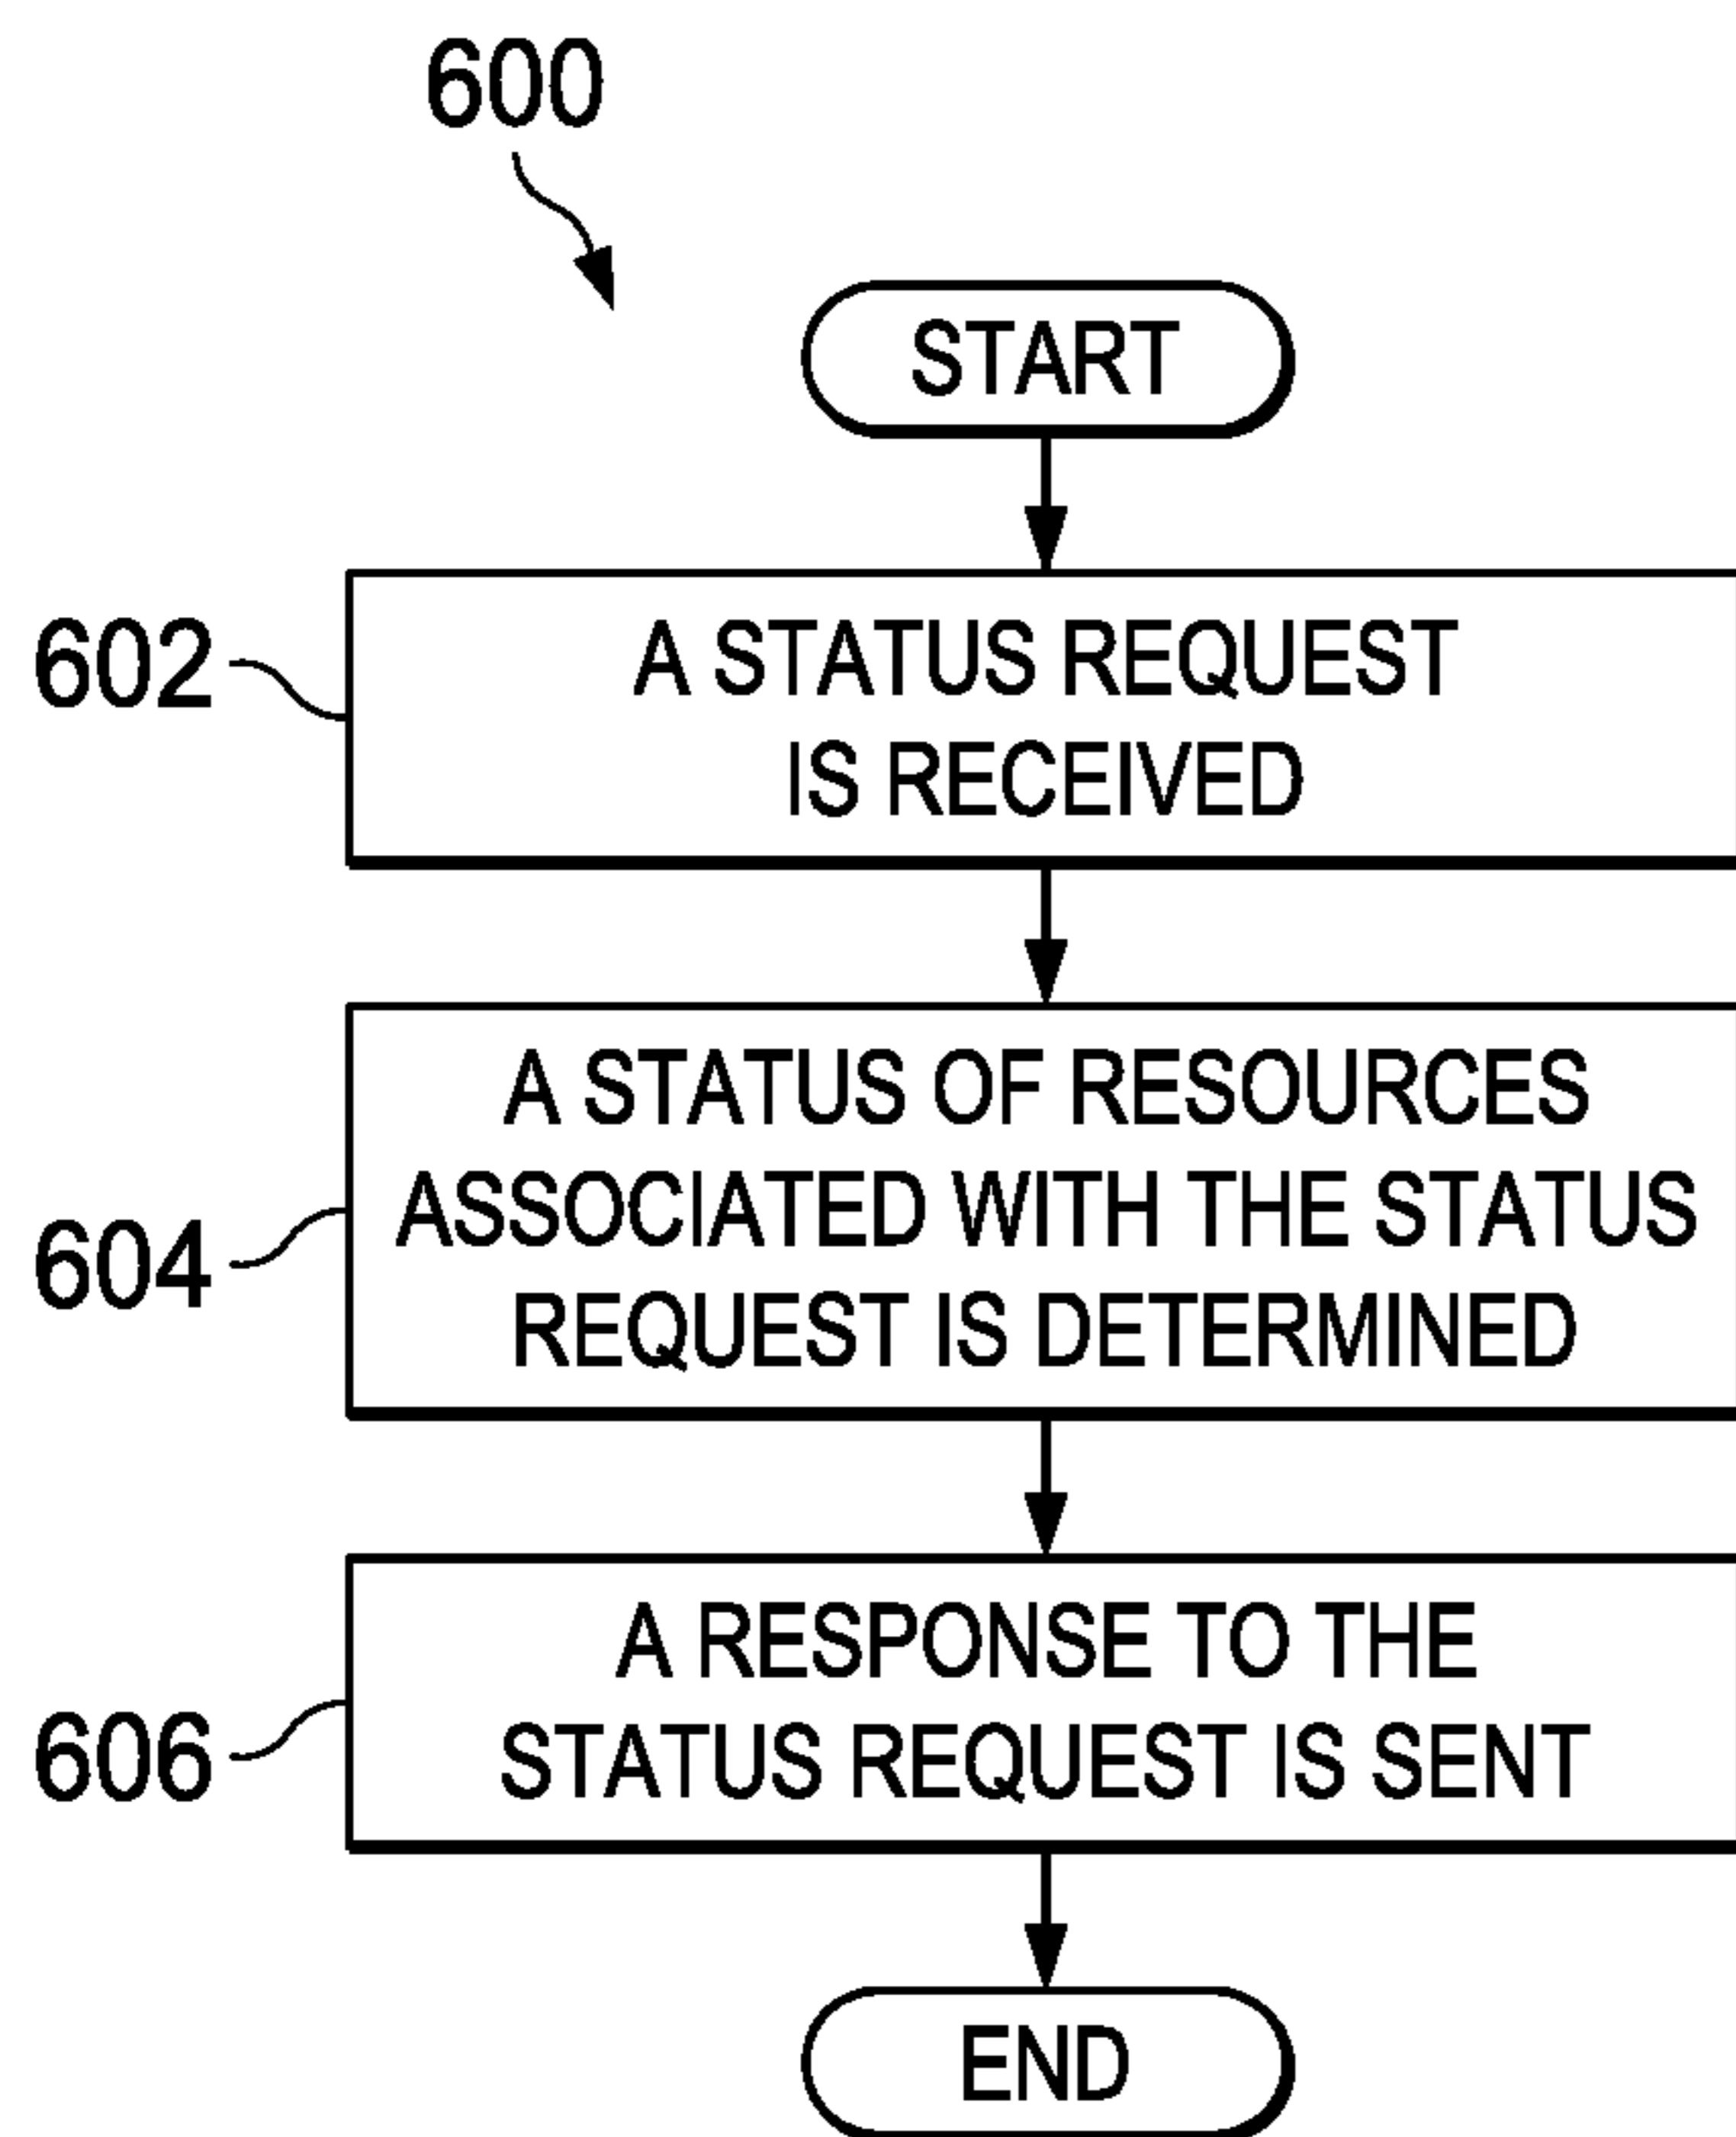 600
START
602
A STATUS REQUEST
IS RECEIVED
A STATUS OF RESOURCES
ASSOCIATED WITH THE STATUS
604
REQUEST IS DETERMINED
A RESPONSE TO THE
606
STATUS REQUEST IS SENT
END